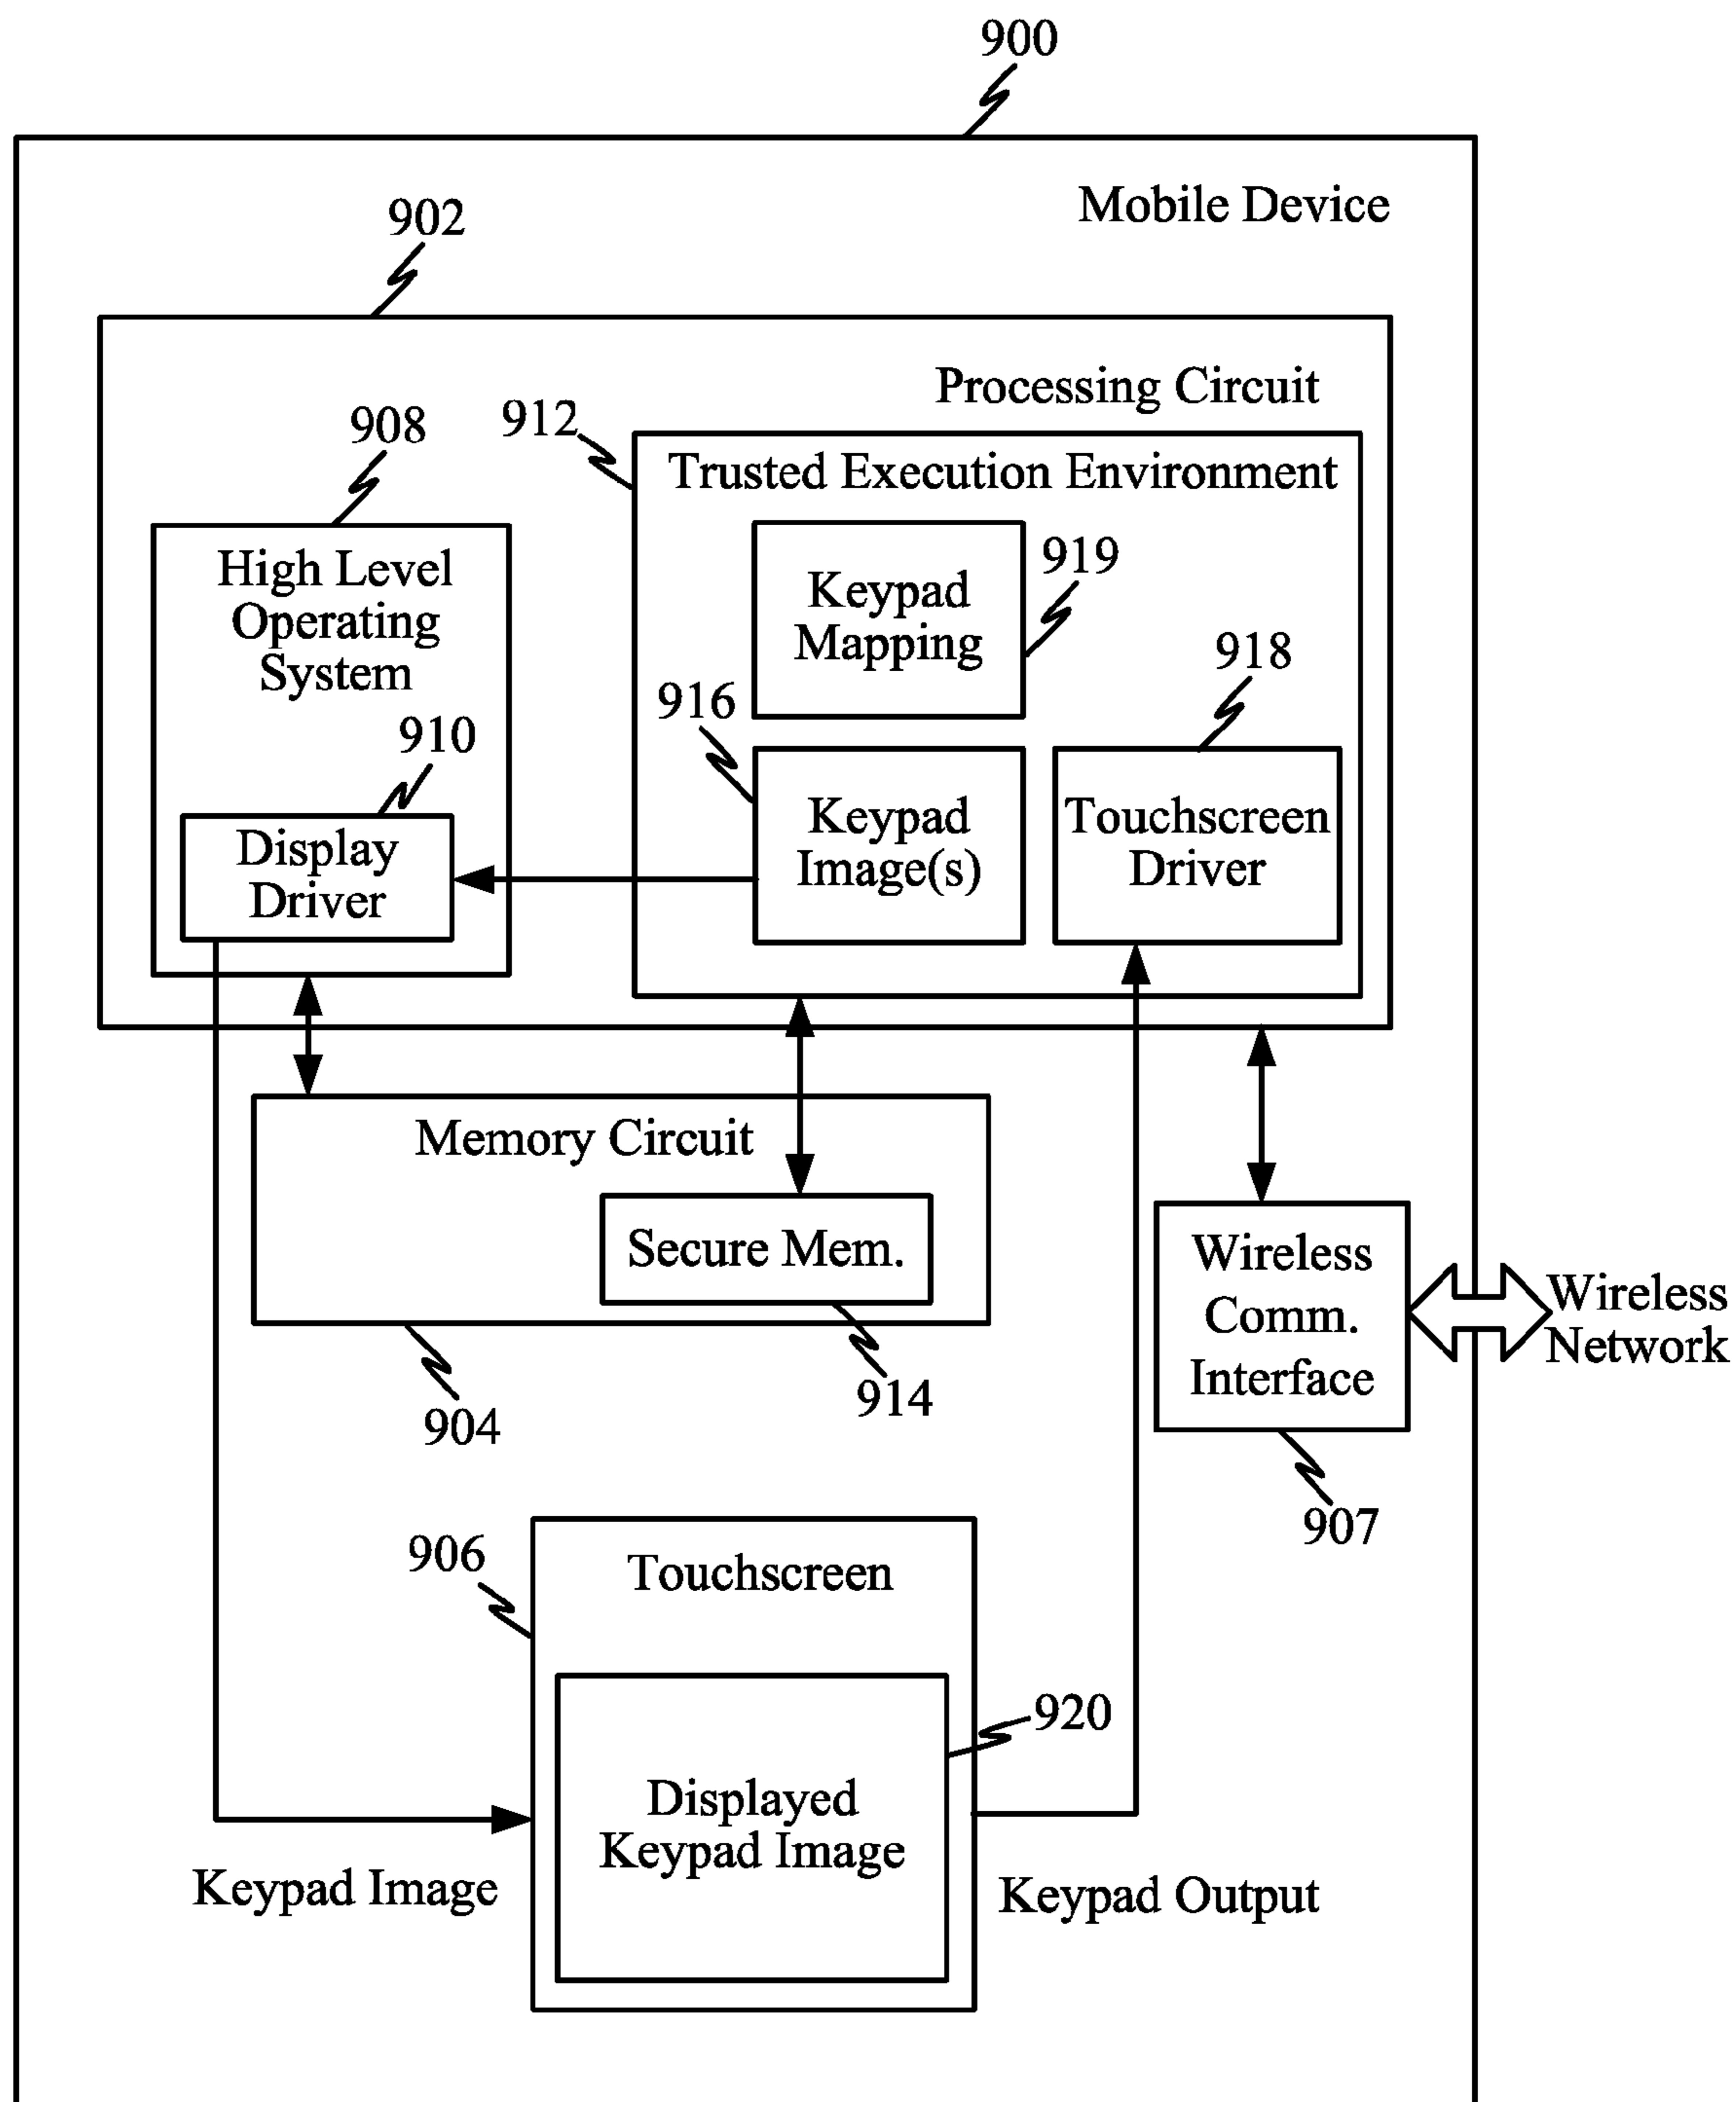 900
Mobile Device
902
Processing Circuit
908
912
Trusted Execution Environment
High Level
Operating
System
Keypad
Mapping
919
918
916
910
Display
Driver
Keypad
Image(s)
Touchscreen
Driver
Memory Circuit
Secure Mem.
904
914
Wireless
Comm.
Interface
Wireless
Network
907
906
Touchscreen
920
Displayed
Keypad Image
Keypad Image
Keypad Output